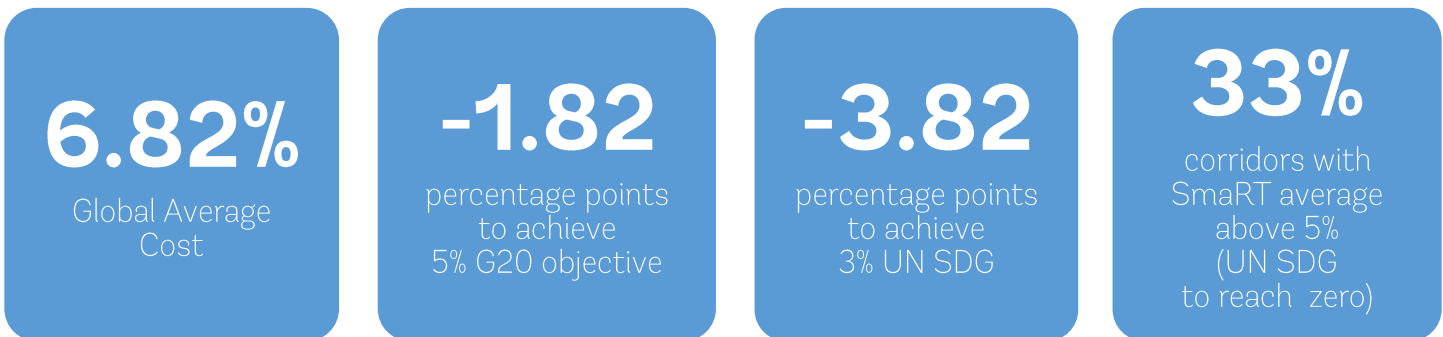 6.82%
Global Average
Cost
-1.82
percentage points
to achieve
5% G20 objective
-3.82
percentage points
to achieve
3% UN SDG
33%
corridors with
SmaRT average
above 5%
(UN SDG
to reach  zero)